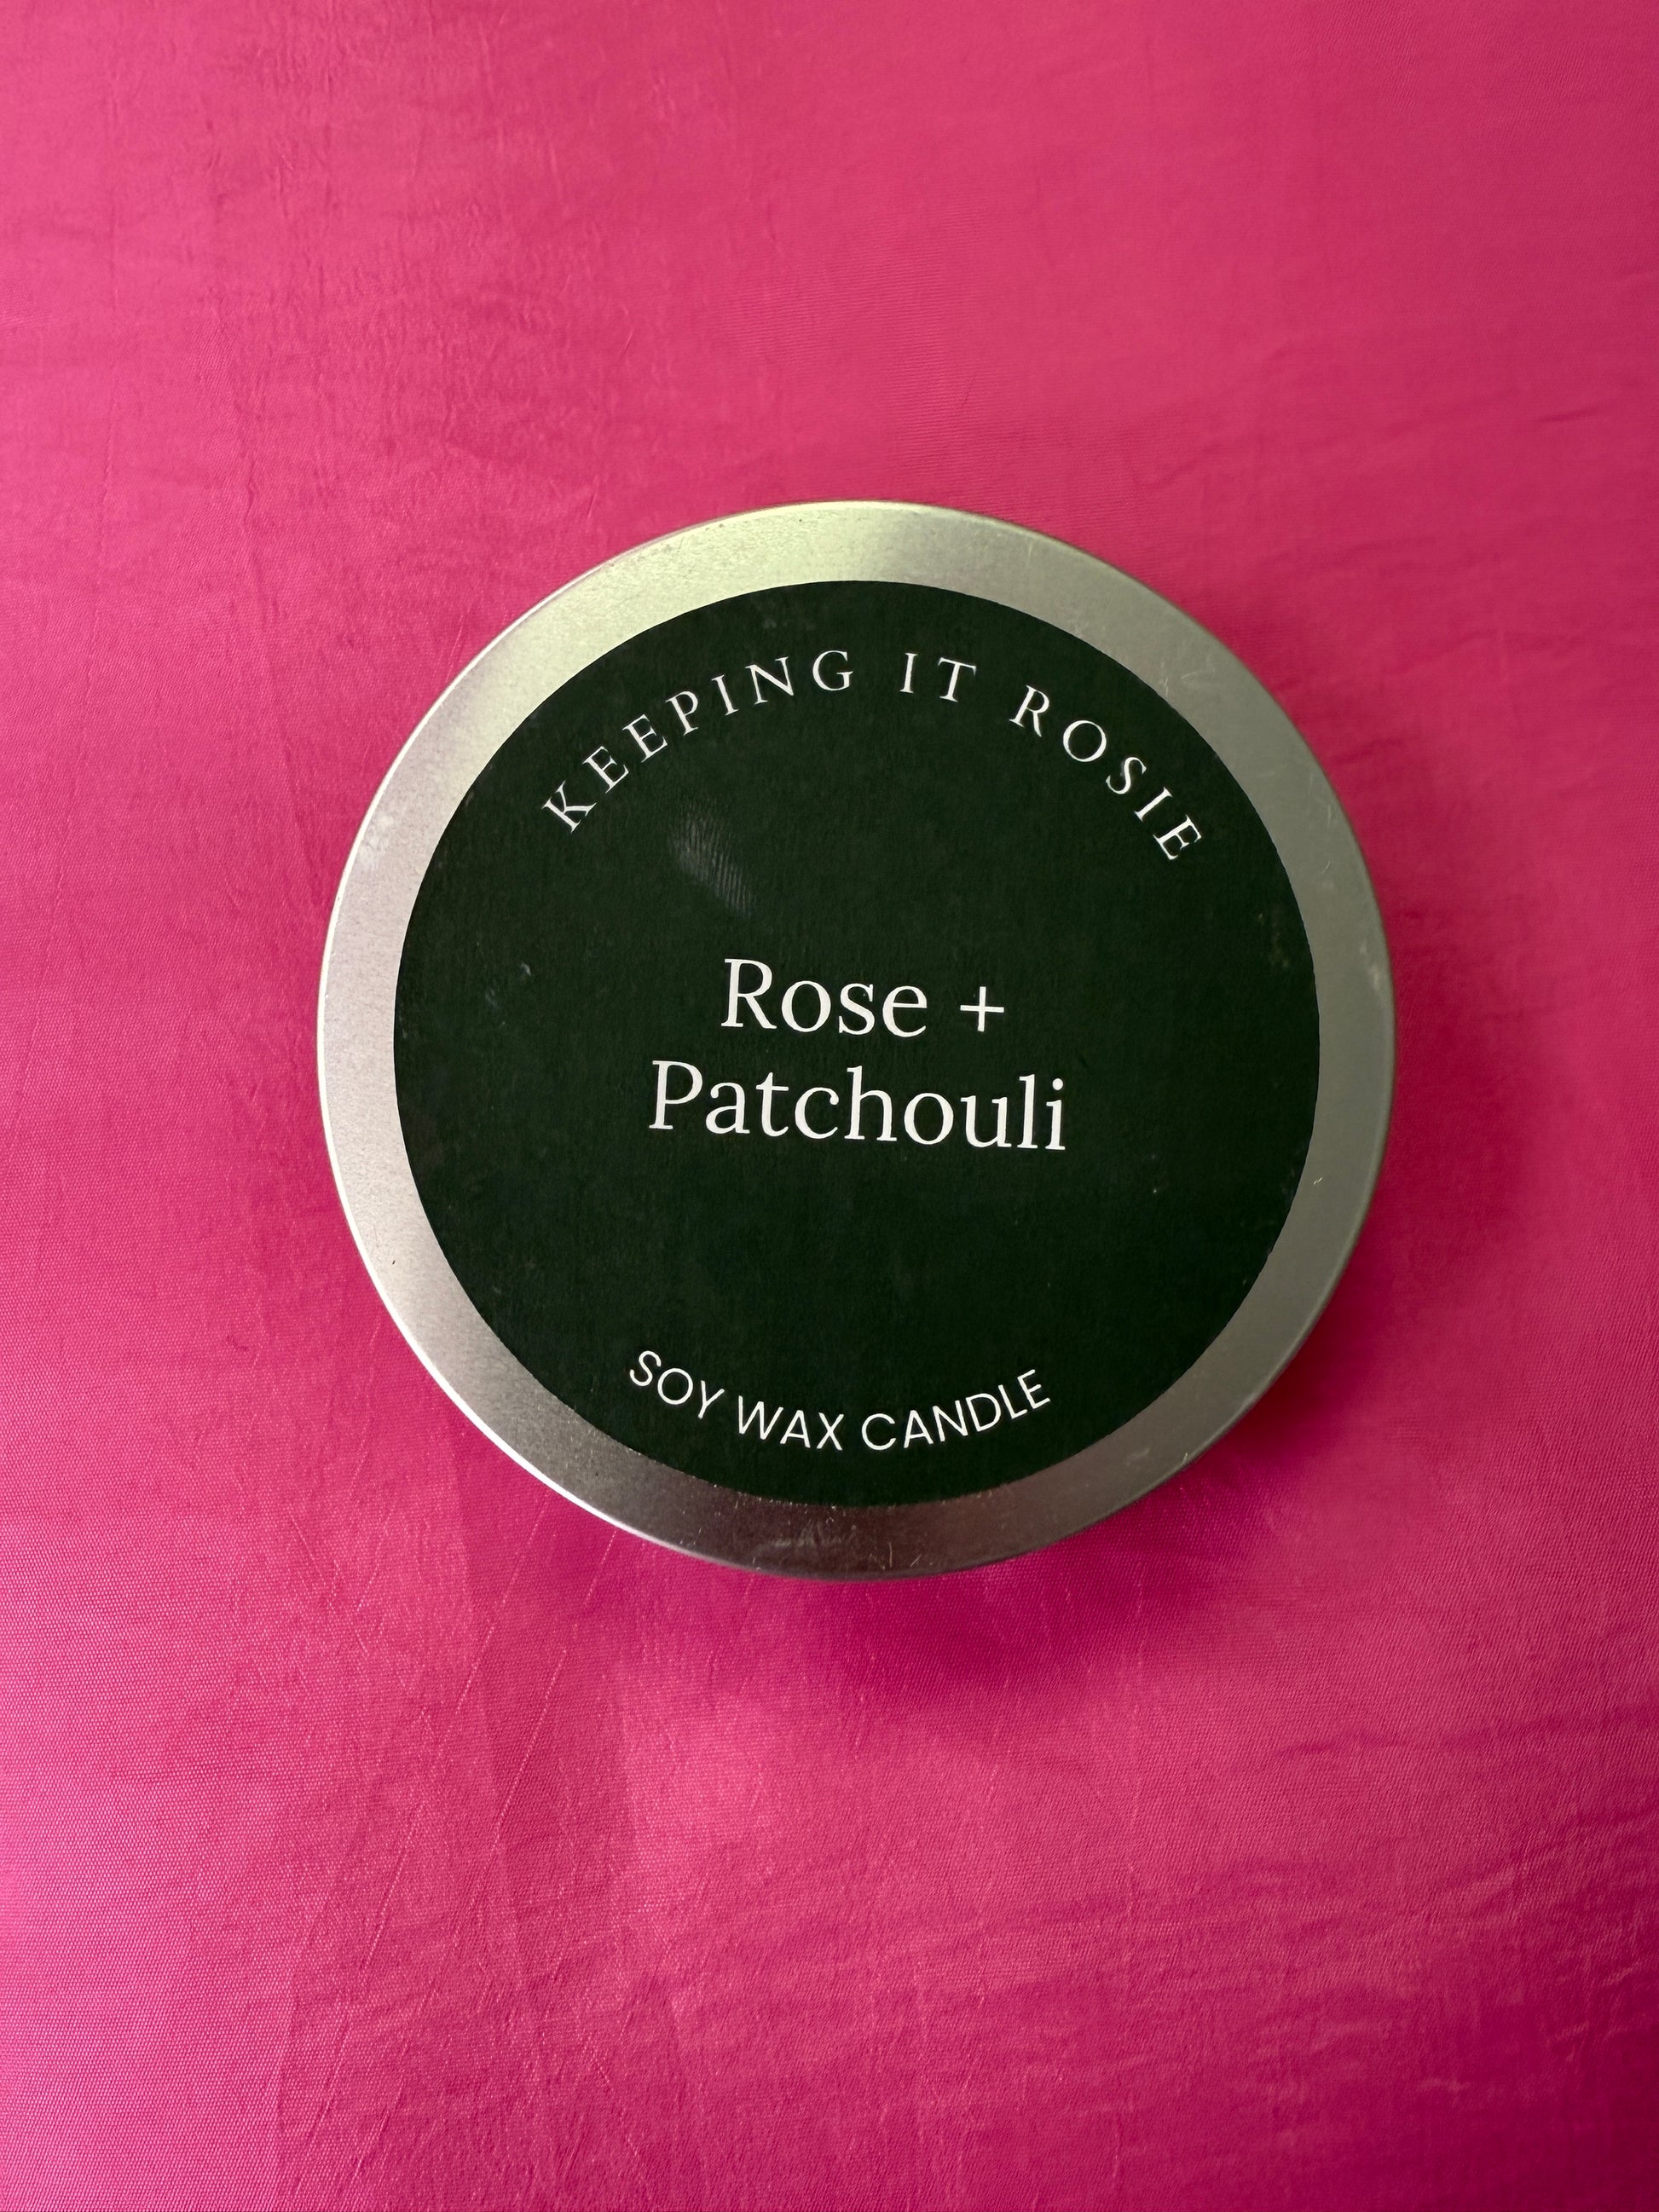 KEEPING IT ROSIE
Rose +
Patchouli
SOY WAX CANDLE